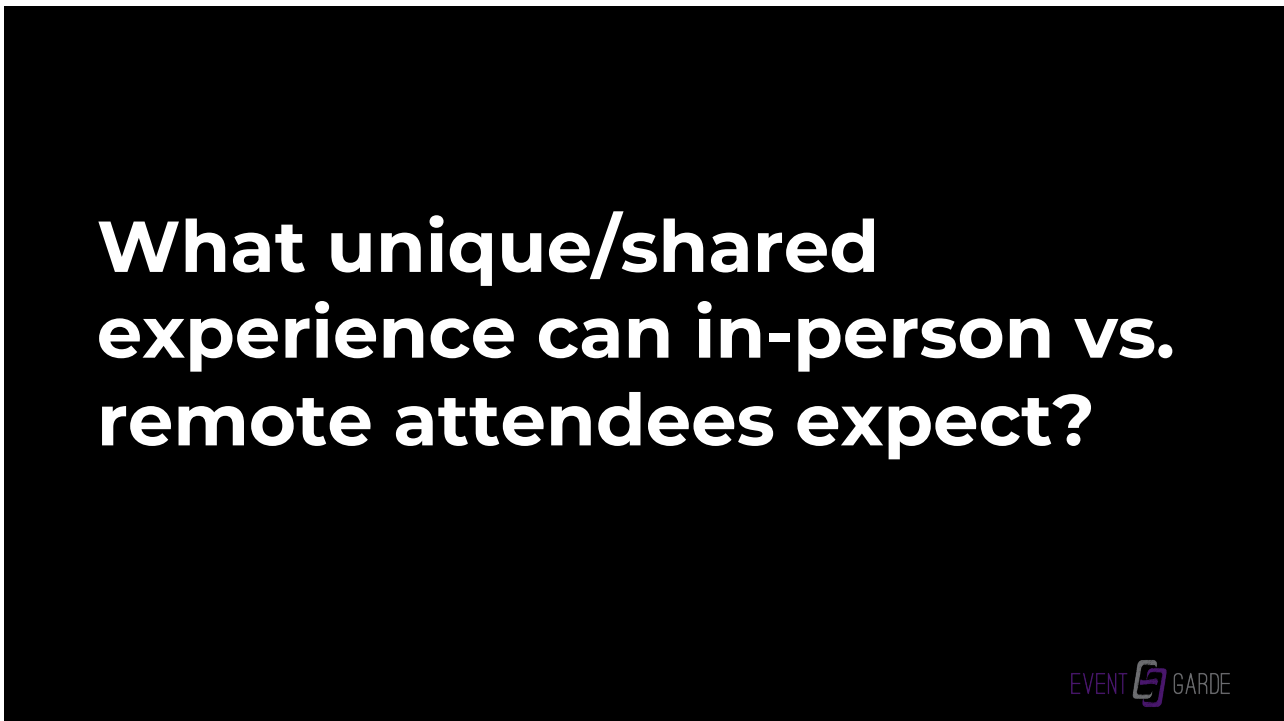 What unique/shared
experience can in-person vs.
remote attendees expect?
EVENT GARDE